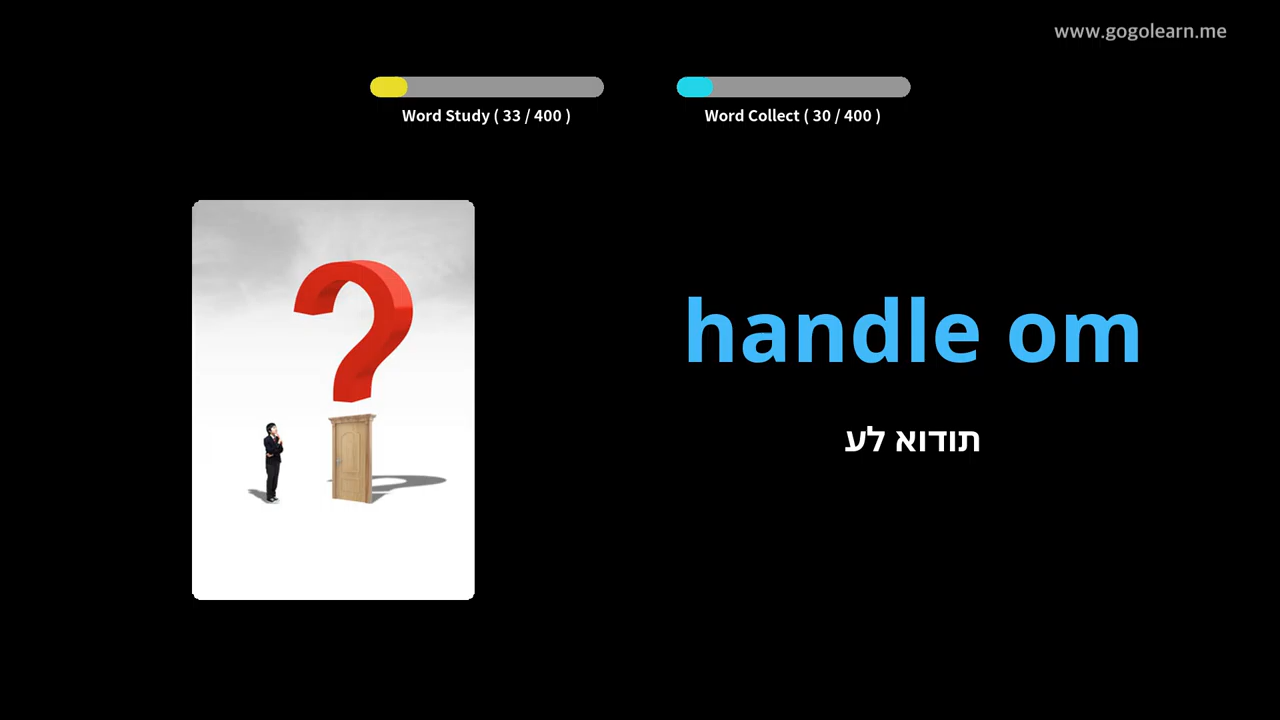 www.gogolearn.me
Word Study ( 33 / 400 )
Word Collect ( 30 / 400 )
handle om
תודוא לע